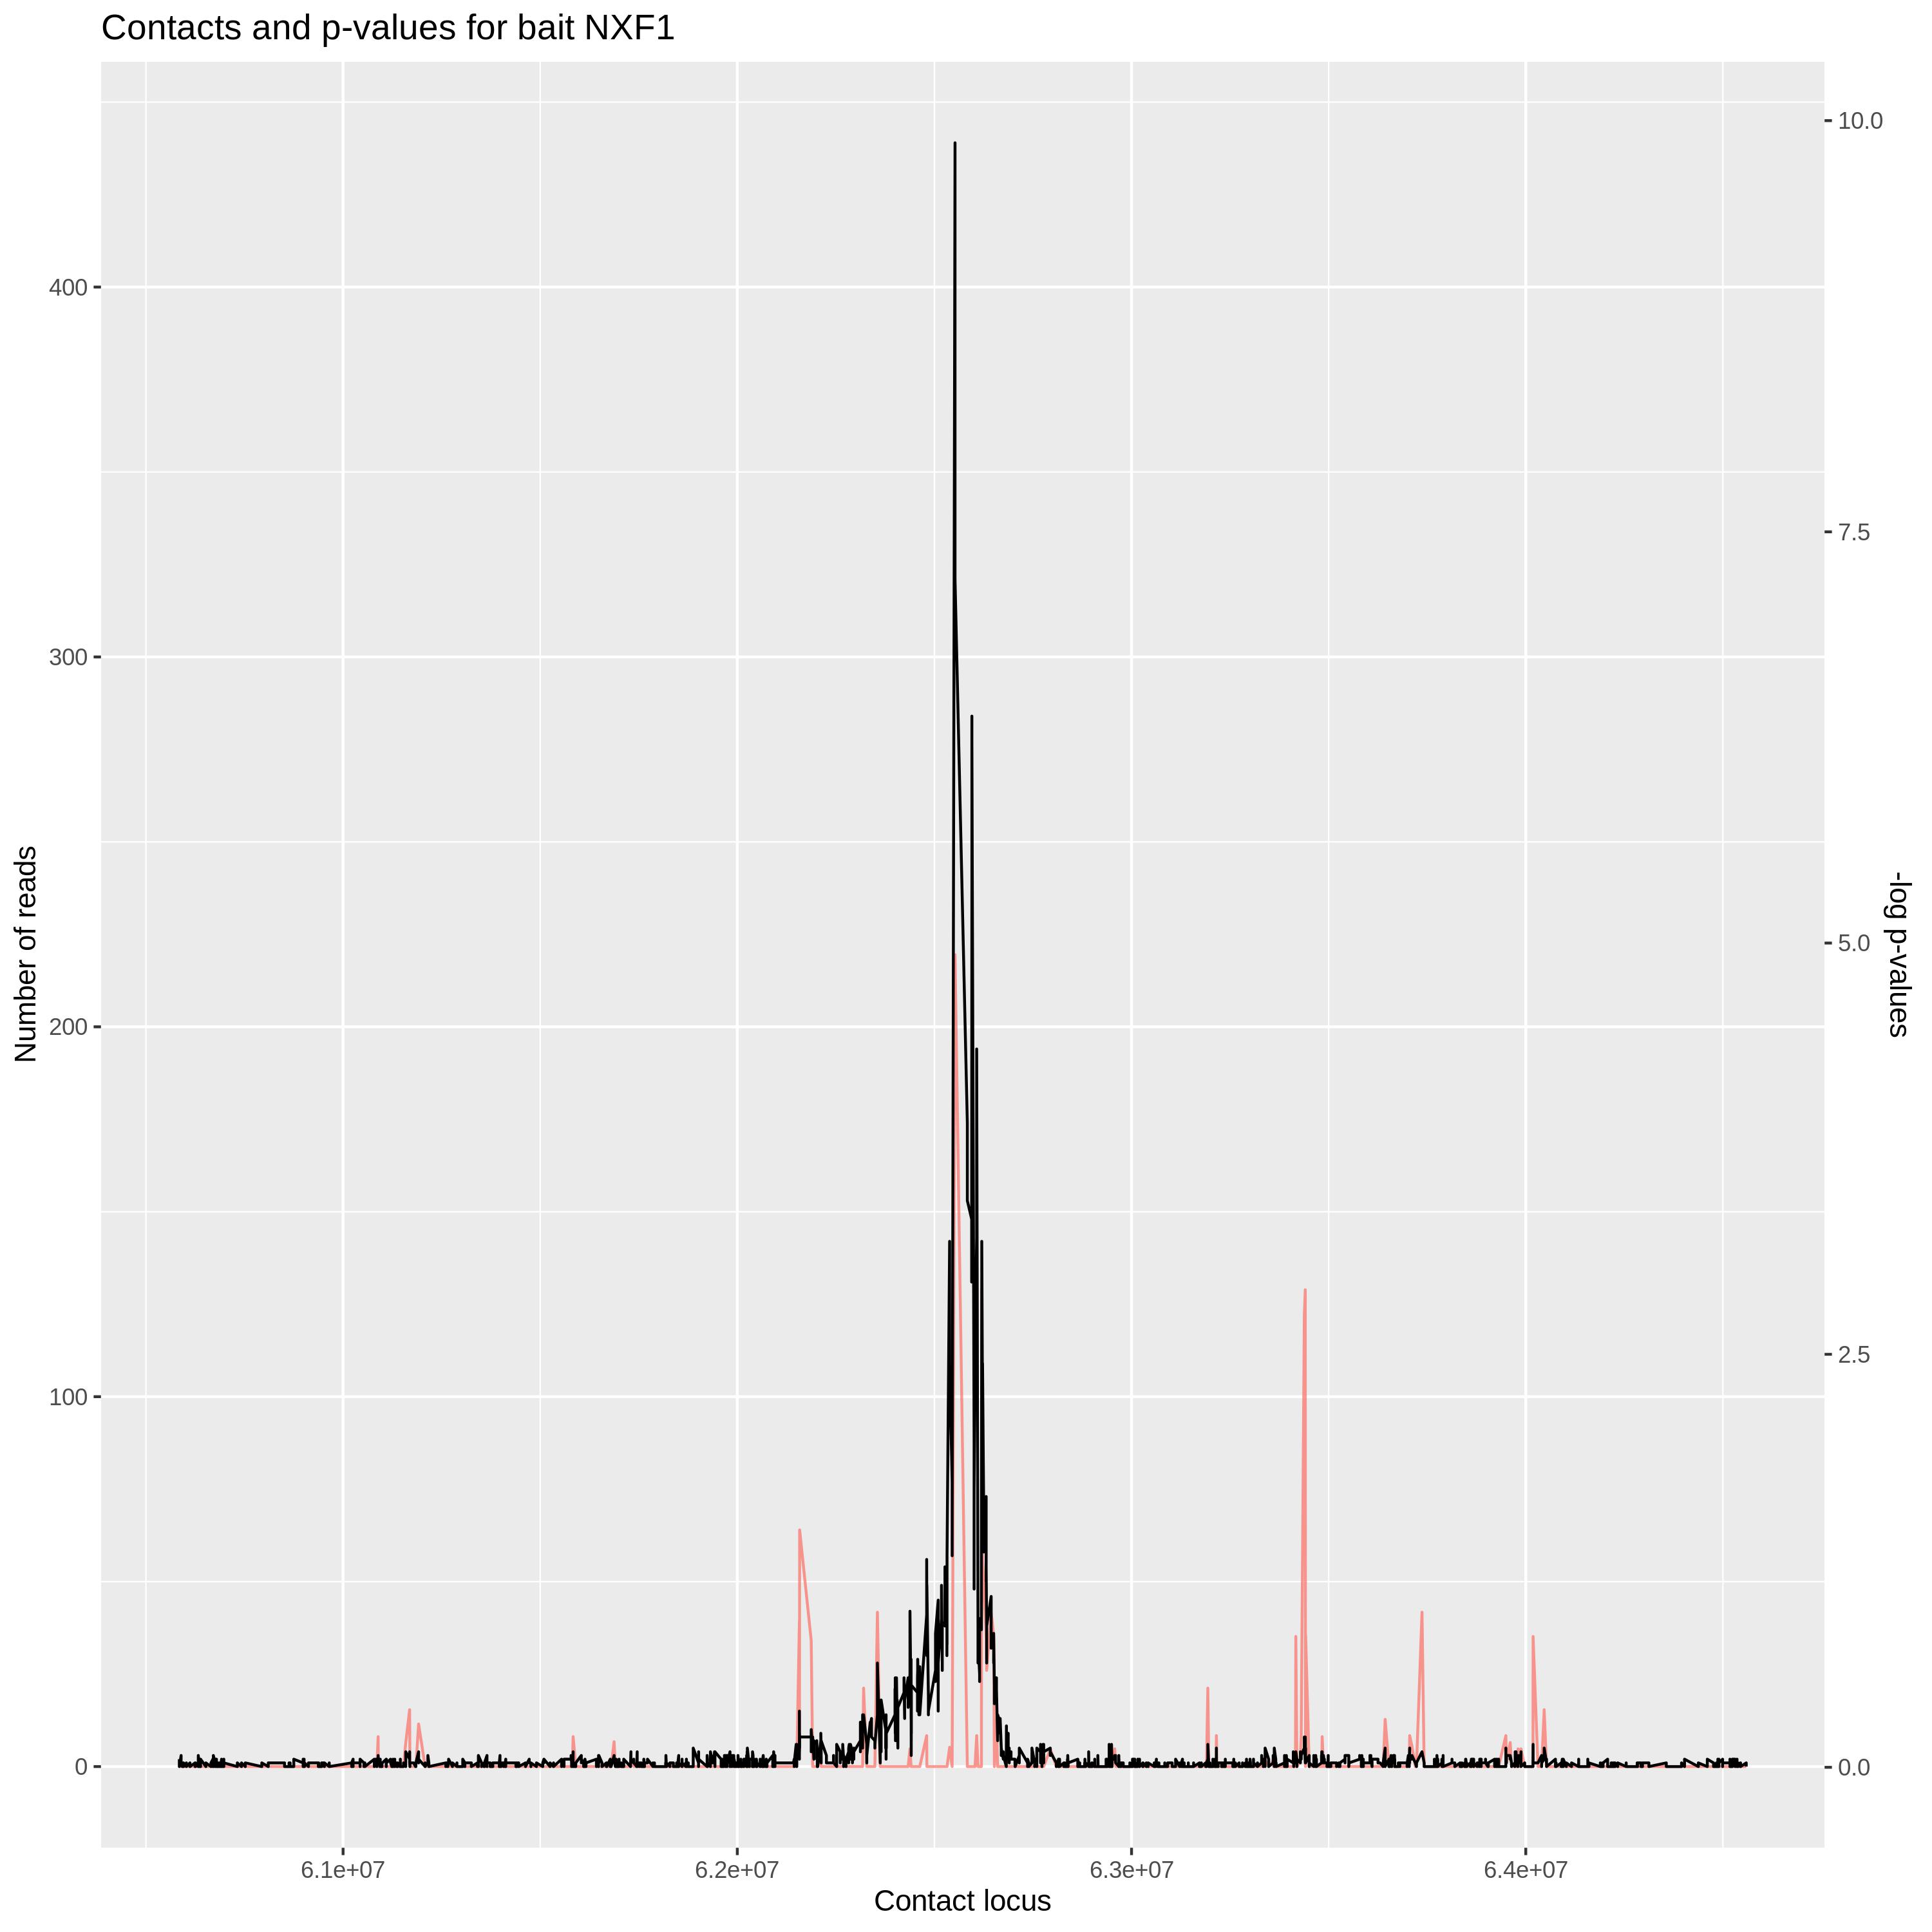 Contacts and p-values for bait NXF1
10.0
400
7.5
300
5.0
Number of reads
-log p-values
200
2.5
100
0
0.0
6.1e+07
6.2e+07
6.3e+07
6.4e+07
Contact locus